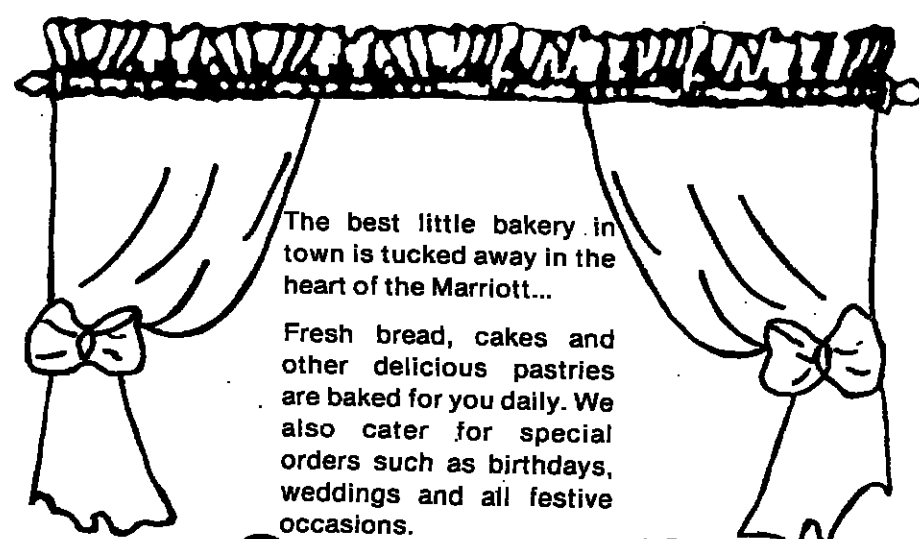 The best little bakery in
town is tucked away in the
heart of the Marriott...
Fresh bread, cakes and
other delicious pastries
are baked for you daily. We
also cater for special
orders such as birthdays,
weddings and all festive
occasions.